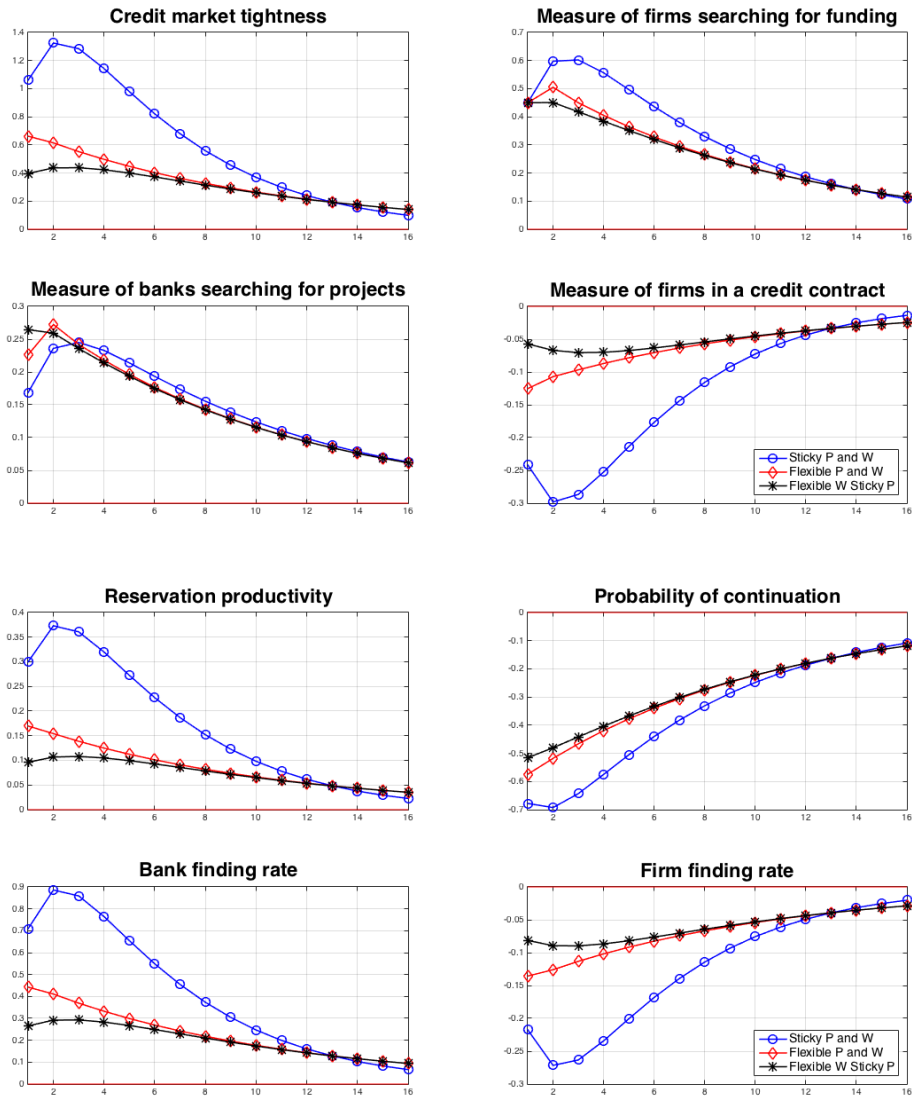 Credit market tightness
1.4
1.2
1
0.8
0.6
0.4
0.2
0
2 4 6 8 10 12 14 16
Measure of firms searching for funding
0.7
0.6
0.5
0.4
0.3
0.2
0.1
0
2 4 6 8 10 12 14 16
Measure of banks searching for projects
0.3
0.25
0.2
0.15
0.1
0.05
0
2 4 6 8 10 12 14 16
Measure of firms in a credit contract
0
-0.05
-0.1
-0.15
-0.2
-0.25
-0.3
Sticky P and W
Flexible P and W
Flexible W Sticky P
2 4 6 8 10 12 14 16
Reservation productivity
0.4
0.35
0.3
0.25
0.2
0.15
0.1
0.05
0
2 4 6 8 10 12 14 16
Probability of continuation
0
-0.1
-0.2
-0.3
-0.4
-0.5
-0.6
-0.7
2 4 6 8 10 12 14 16
Bank finding rate
0.9
0.8
0.7
0.6
0.5
0.4
0.3
0.2
0.1
0
2 4 6 8 10 12 14 16
Firm finding rate
0
-0.05
-0.1
-0.15
-0.2
-0.25
-0.3
Sticky P and W
Flexible P and W
Flexible W Sticky P
2 4 6 8 10 12 14 16